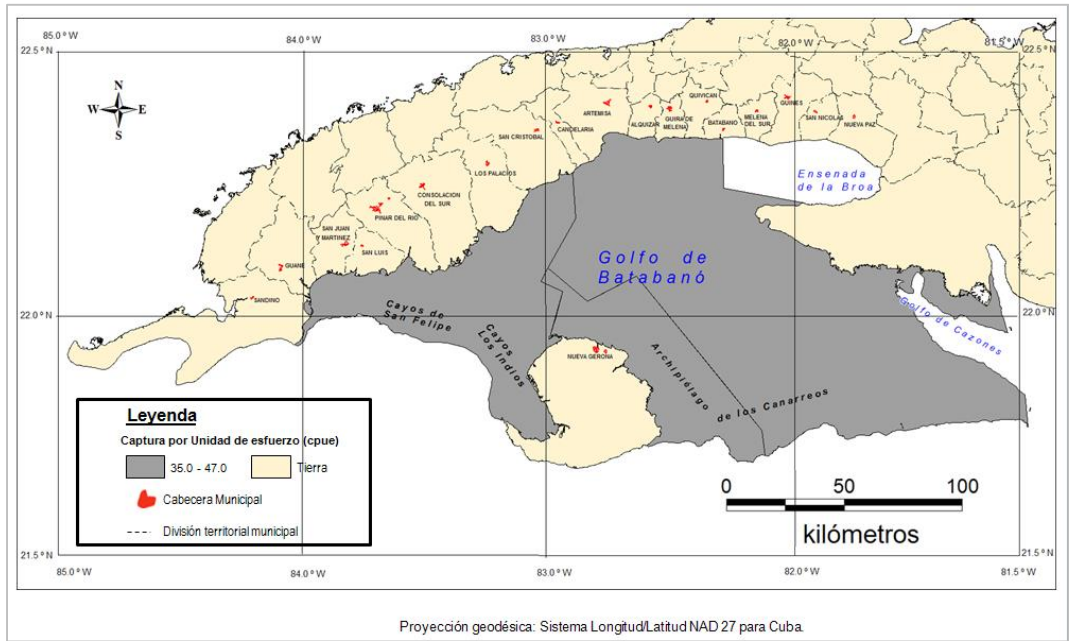 84.0 °W
83.0 °W
82.0 °W
81.5 °W
22.5 °N
22.5 °N
N
W
E
S
QUIVICAN
GUINES
ARTEMISA
ALQUIZAR
GUIRA DE
MELENA
BATABANO
MELENA
DEL SUR
SAN NICOLAS
NUEVA PAZ
SAN CRISTOBAL
CANDELARIA
LOS PALACIOS
Ensenada
de la Broa
CONSOLACION
DEL SUR
PINAR DEL RIO
SAN JUAN
Y MARTINEZ
SAN LUIS
GUANE
SANDINO
Golfo de
Batabanó
Golfo de Cazones
22.0 °N
22.0 °N
Cayos de
San Felipe
Cayos
Los Indios
NUEVA GERONA
Archipiélago
de los Canarreos
Leyenda
Captura por Unidad de esfuerzo (cpue)
35.0 - 47.0
Tierra
Cabecera Municipal
División territorial municipal
0 50 100
kilómetros
21.5 °N
21.5 °N
85.0 °W
84.0 °W
83.0 °W
82.0 °W
81.5 °W
Proyección geodésica: Sistema Longitud/Latitud NAD 27 para Cuba.